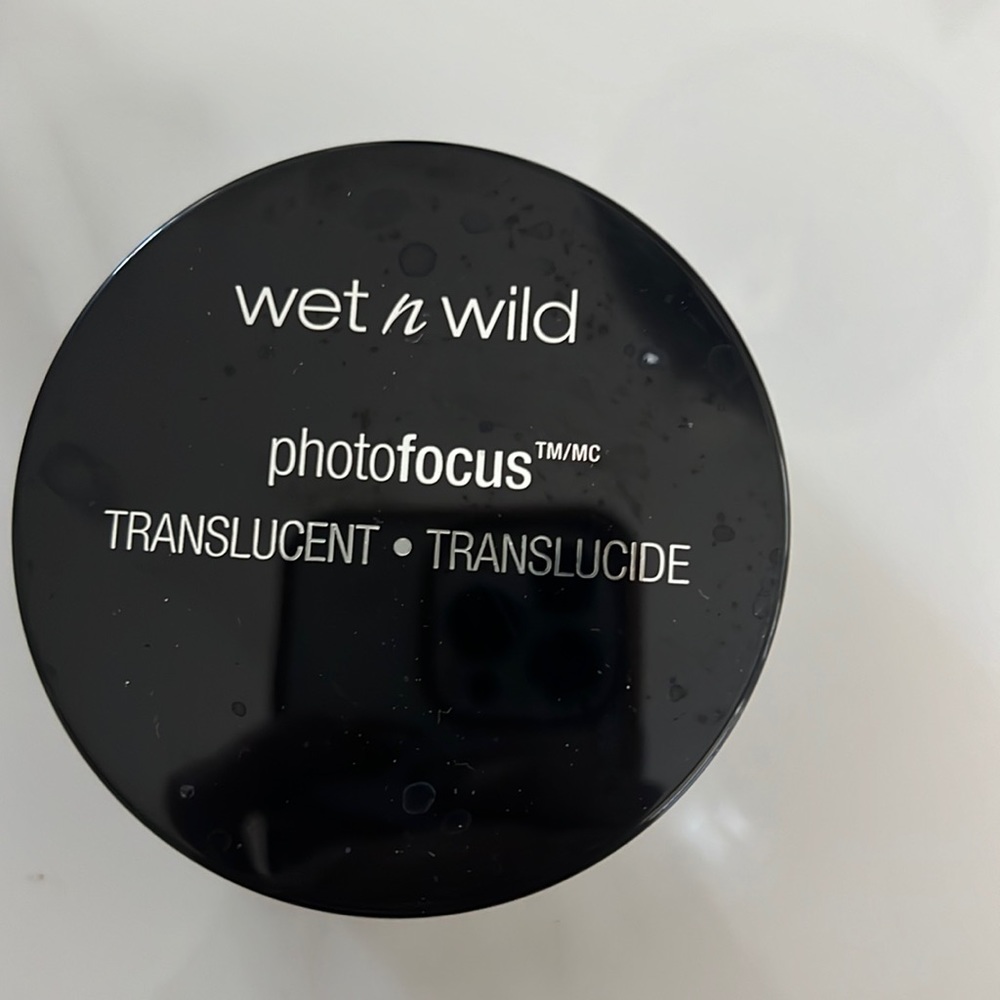 wet n wild
photofocus™/MC
TRANSLUCENT • TRANSLUCIDE